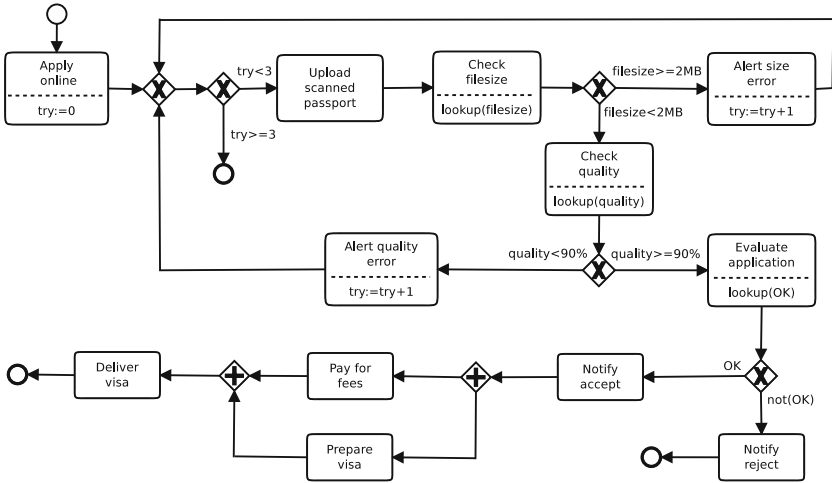 Apply
online
try:=0
try<3
try>=3
Upload
scanned
passport
Check
filesize
lookup(filesize)
filesize>=2MB
filesize<2MB
Alert size
error
try:=try+1
Check
quality
lookup(quality)
quality<90%
quality>=90%
Alert quality
error
try:=try+1
Evaluate
application
lookup(OK)
OK
not(OK)
Notify
accept
Pay for
fees
Deliver
visa
Prepare
visa
Notify
reject